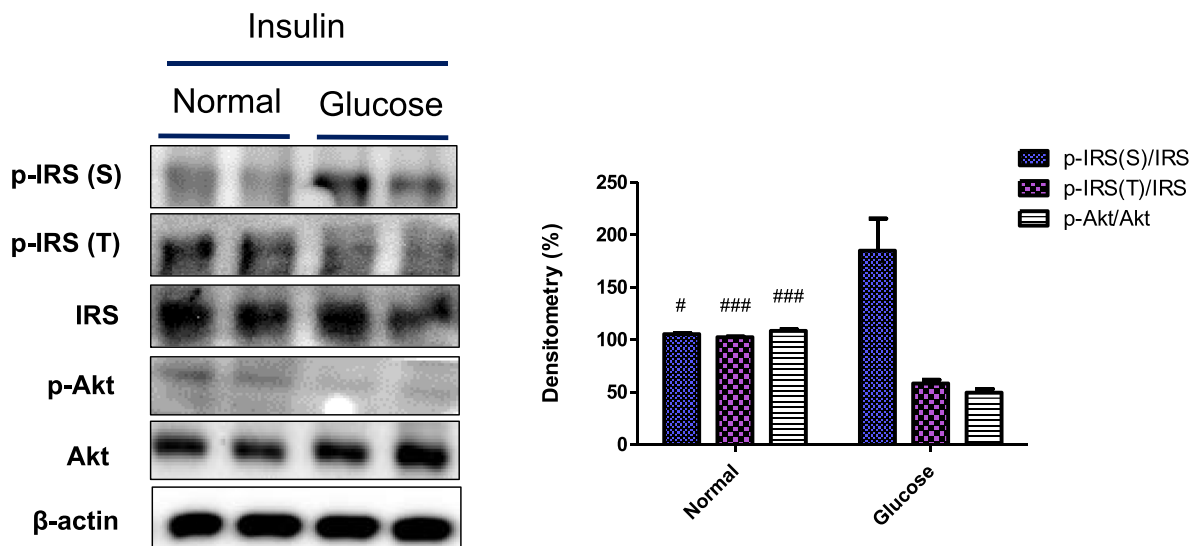 Insulin
Normal Glucose
p-IRS (S)
p-IRS (T)
IRS
p-Akt
Akt
β-actin
p-IRS(S)/IRS
p-IRS(T)/IRS
p-Akt/Akt
Densitometry (%)
250
200
150
100
50
0
# ### ###
Normal Glucose